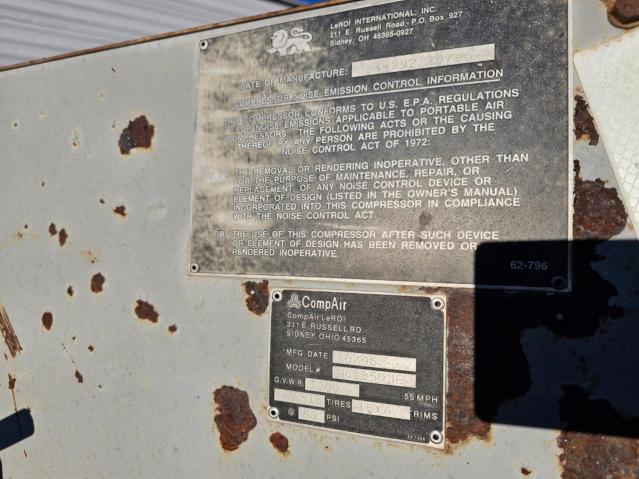 LeROI INTERNATIONAL, INC.
211 E. Russell Road - P.O. Box 927
Sidney, OH 45365-0927
DATE OF MANUFACTURE:
COMPRESSOR NOISE EMISSION CONTROL INFORMATION
THIS COMPRESSOR CONFORMS TO U.S. E.P.A. REGULATIONS
FOR NOISE EMISSIONS APPLICABLE TO PORTABLE AIR
COMPRESSORS. THE FOLLOWING ACTS OR THE CAUSING
THEREOF BY ANY PERSON ARE PROHIBITED BY THE
NOISE CONTROL ACT OF 1972:
THE REMOVAL OR RENDERING INOPERATIVE, OTHER THAN
FOR THE PURPOSE OF MAINTENANCE, REPAIR, OR
REPLACEMENT OF ANY NOISE CONTROL DEVICE OR
ELEMENT OF DESIGN (LISTED IN THE OWNER'S MANUAL)
INCORPORATED INTO THIS COMPRESSOR IN COMPLIANCE
WITH THE NOISE CONTROL ACT.
(B) THE USE OF THIS COMPRESSOR AFTER SUCH DEVICE
OR ELEMENT OF DESIGN HAS BEEN REMOVED OR
RENDERED INOPERATIVE.
62-796
CompAir
CompAir LeROI
211 E. RUSSELL RD.
SIDNEY, OHIO 45365
MFG. DATE 10/96
MODEL #
G.V.W.R. 55 MPH
TIRES RIMS
@ PSI